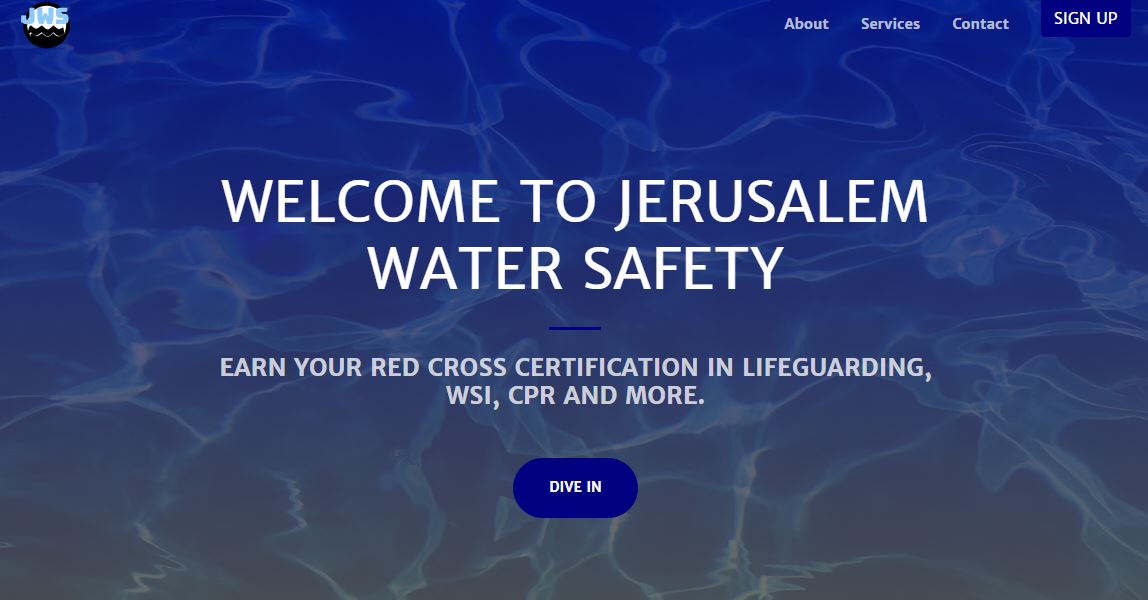 JWS
About Services Contact SIGN UP
WELCOME TO JERUSALEM
WATER SAFETY
EARN YOUR RED CROSS CERTIFICATION IN LIFEGUARDING,
WSI, CPR AND MORE.
DIVE IN